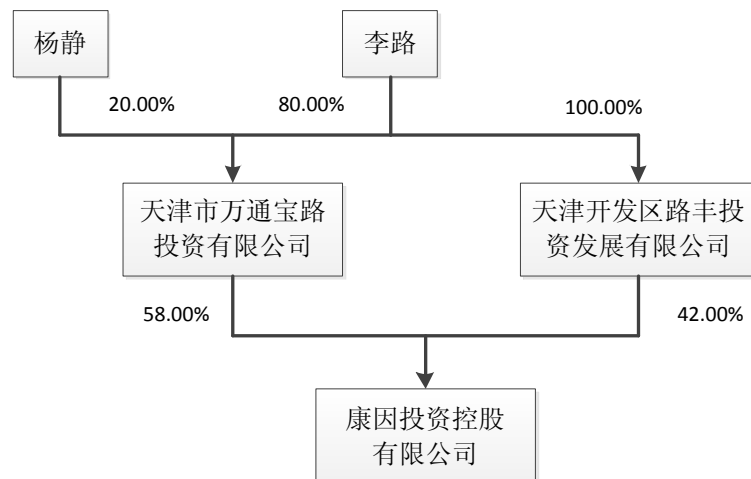 杨静
李路
20.00%
80.00%
100.00%
天津市万通宝路
投资有限公司
天津开发区路丰投
资发展有限公司
58.00%
42.00%
康因投资控股
有限公司